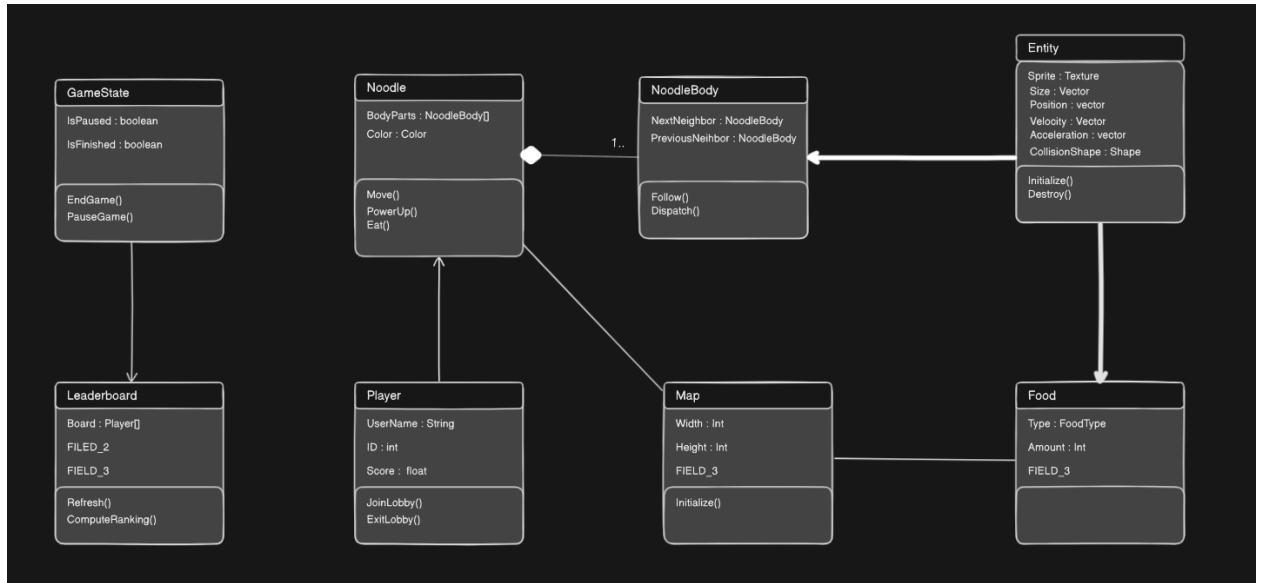 GameState
IsPaused : boolean
IsFinished : boolean
EndGame()
PauseGame()
Noodle
BodyParts : NoodleBody[]
Color : Color
Move()
PowerUp()
Eat()
1..
NoodleBody
NextNeighbor : NoodleBody
PreviousNeihbor : NoodleBody
Follow()
Dispatch()
Entity
Sprite : Texture
Size : Vector
Position : vector
Velocity : Vector
Acceleration : vector
CollisionShape : Shape
Initialize()
Destroy()
Leaderboard
Board : Player[]
FILED_2
FIELD_3
Refresh()
ComputeRanking()
Player
UserName : String
ID : int
Score : float
JoinLobby()
ExitLobby()
Map
Width : Int
Height : Int
FIELD_3
Initialize()
Food
Type : FoodType
Amount : Int
FIELD_3